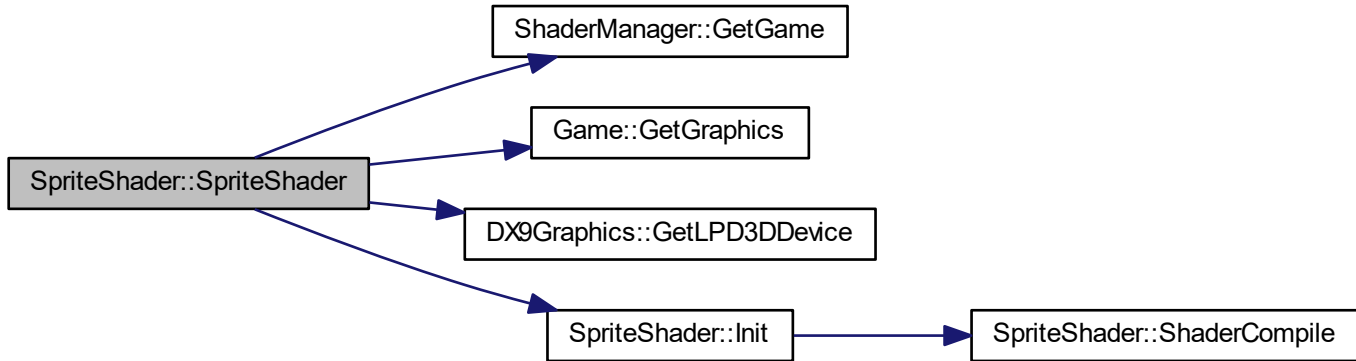 ShaderManager::GetGame
Game::GetGraphics
SpriteShader::SpriteShader
DX9Graphics::GetLPD3DDevice
SpriteShader::Init
SpriteShader::ShaderCompile